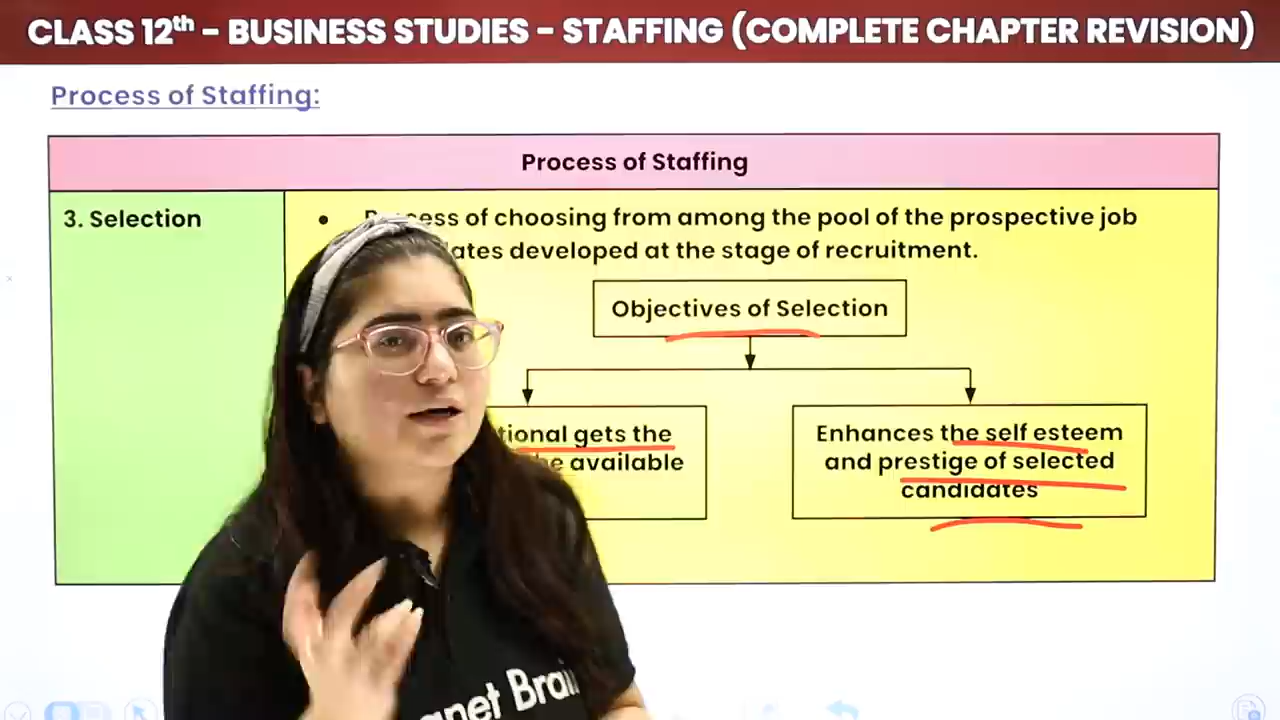 CLASS 12th – BUSINESS STUDIES – STAFFING (COMPLETE CHAPTER REVISION)
Process of Staffing:
Process of Staffing
3. Selection
• of choosing from among the pool of the prospective job
developed at the stage of recruitment.
Objectives of Selection
gets the
available
Enhances the self esteem
and prestige of selected
candidates